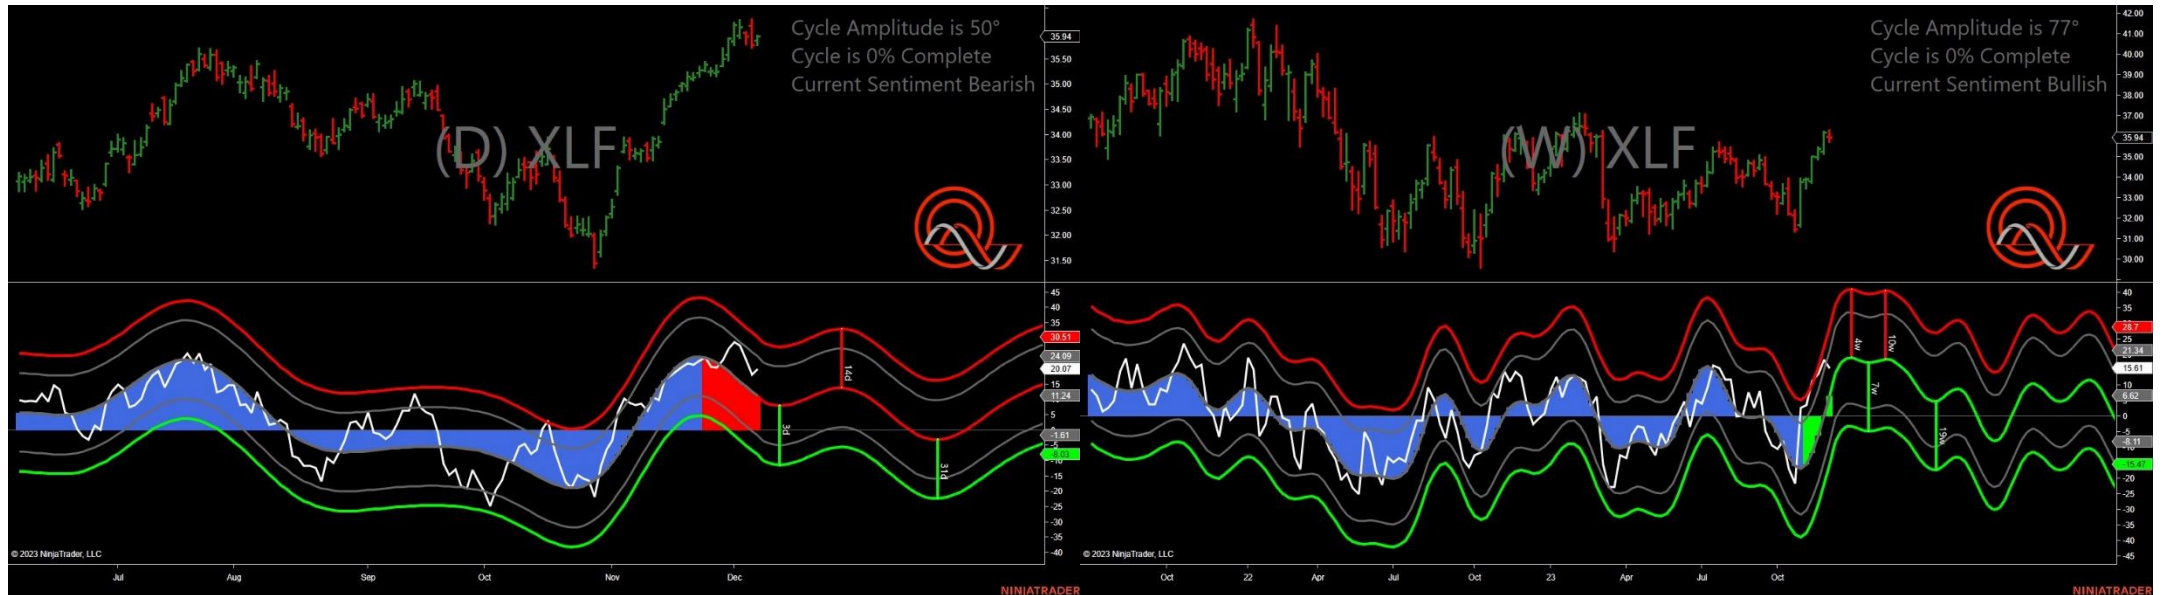 Cycle Amplitude is 50°
Cycle is 0% Complete
Current Sentiment Bearish
(D) XLF
35.94
35.50
35.00
34.50
34.00
33.50
33.00
32.50
32.00
31.50
45
40
35
30.51
24.09
20.07
15
11.24
5
0
-1.61
-8.03
-10
-15
-20
-25
-30
-35
-40
14d
3d
31d
© 2023 NinjaTrader, LLC
Jul
Aug
Sep
Oct
Nov
Dec
NINJATRADER
Cycle Amplitude is 77°
Cycle is 0% Complete
Current Sentiment Bullish
(W) XLF
42.00
41.00
40.00
39.00
38.00
37.00
35.94
35.00
34.00
33.00
32.00
31.00
30.00
40
35
28.7
21.34
15.61
10
6.62
0
-8.11
-15.47
-20
-25
-30
-35
-40
-45
4w
10w
7w
19w
© 2023 NinjaTrader, LLC
Oct
22
Apr
Jul
Oct
23
Apr
Jul
Oct
NINJATRADER